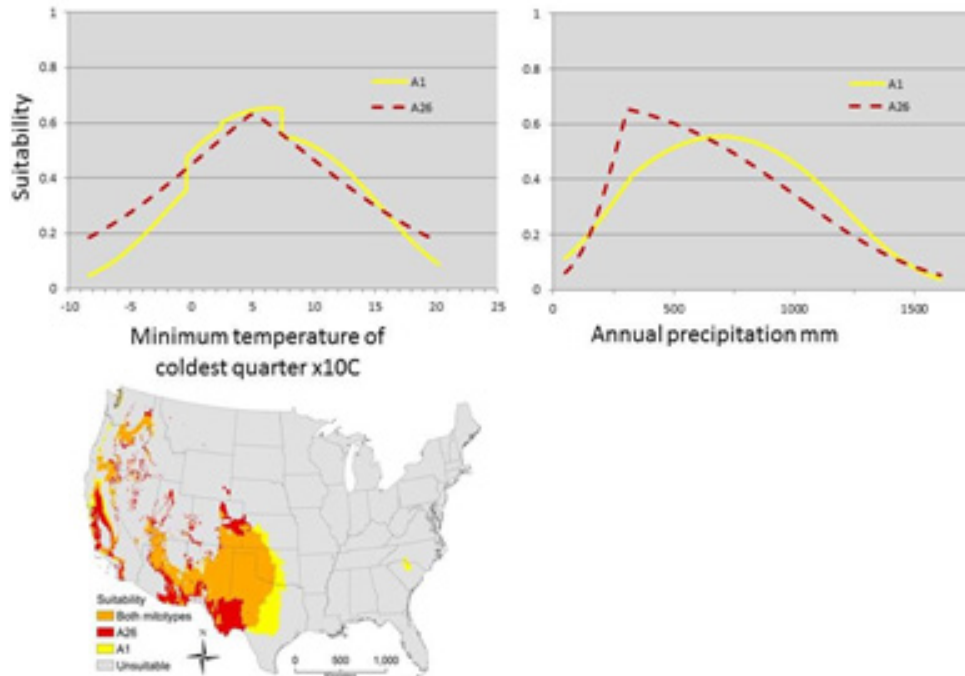 1
0.8
0.6
0.4
0.2
0
Suitability
A1
A26
-10 -5 0 5 10 15 20 25
Minimum temperature of
coldest quarter x10C
1
0.8
0.6
0.4
0.2
0
A1
A26
0 500 1000 1500
Annual precipitation mm
Suitability
Both mitotypes
A26
A1
Unsuitable
N
0 500 1,000